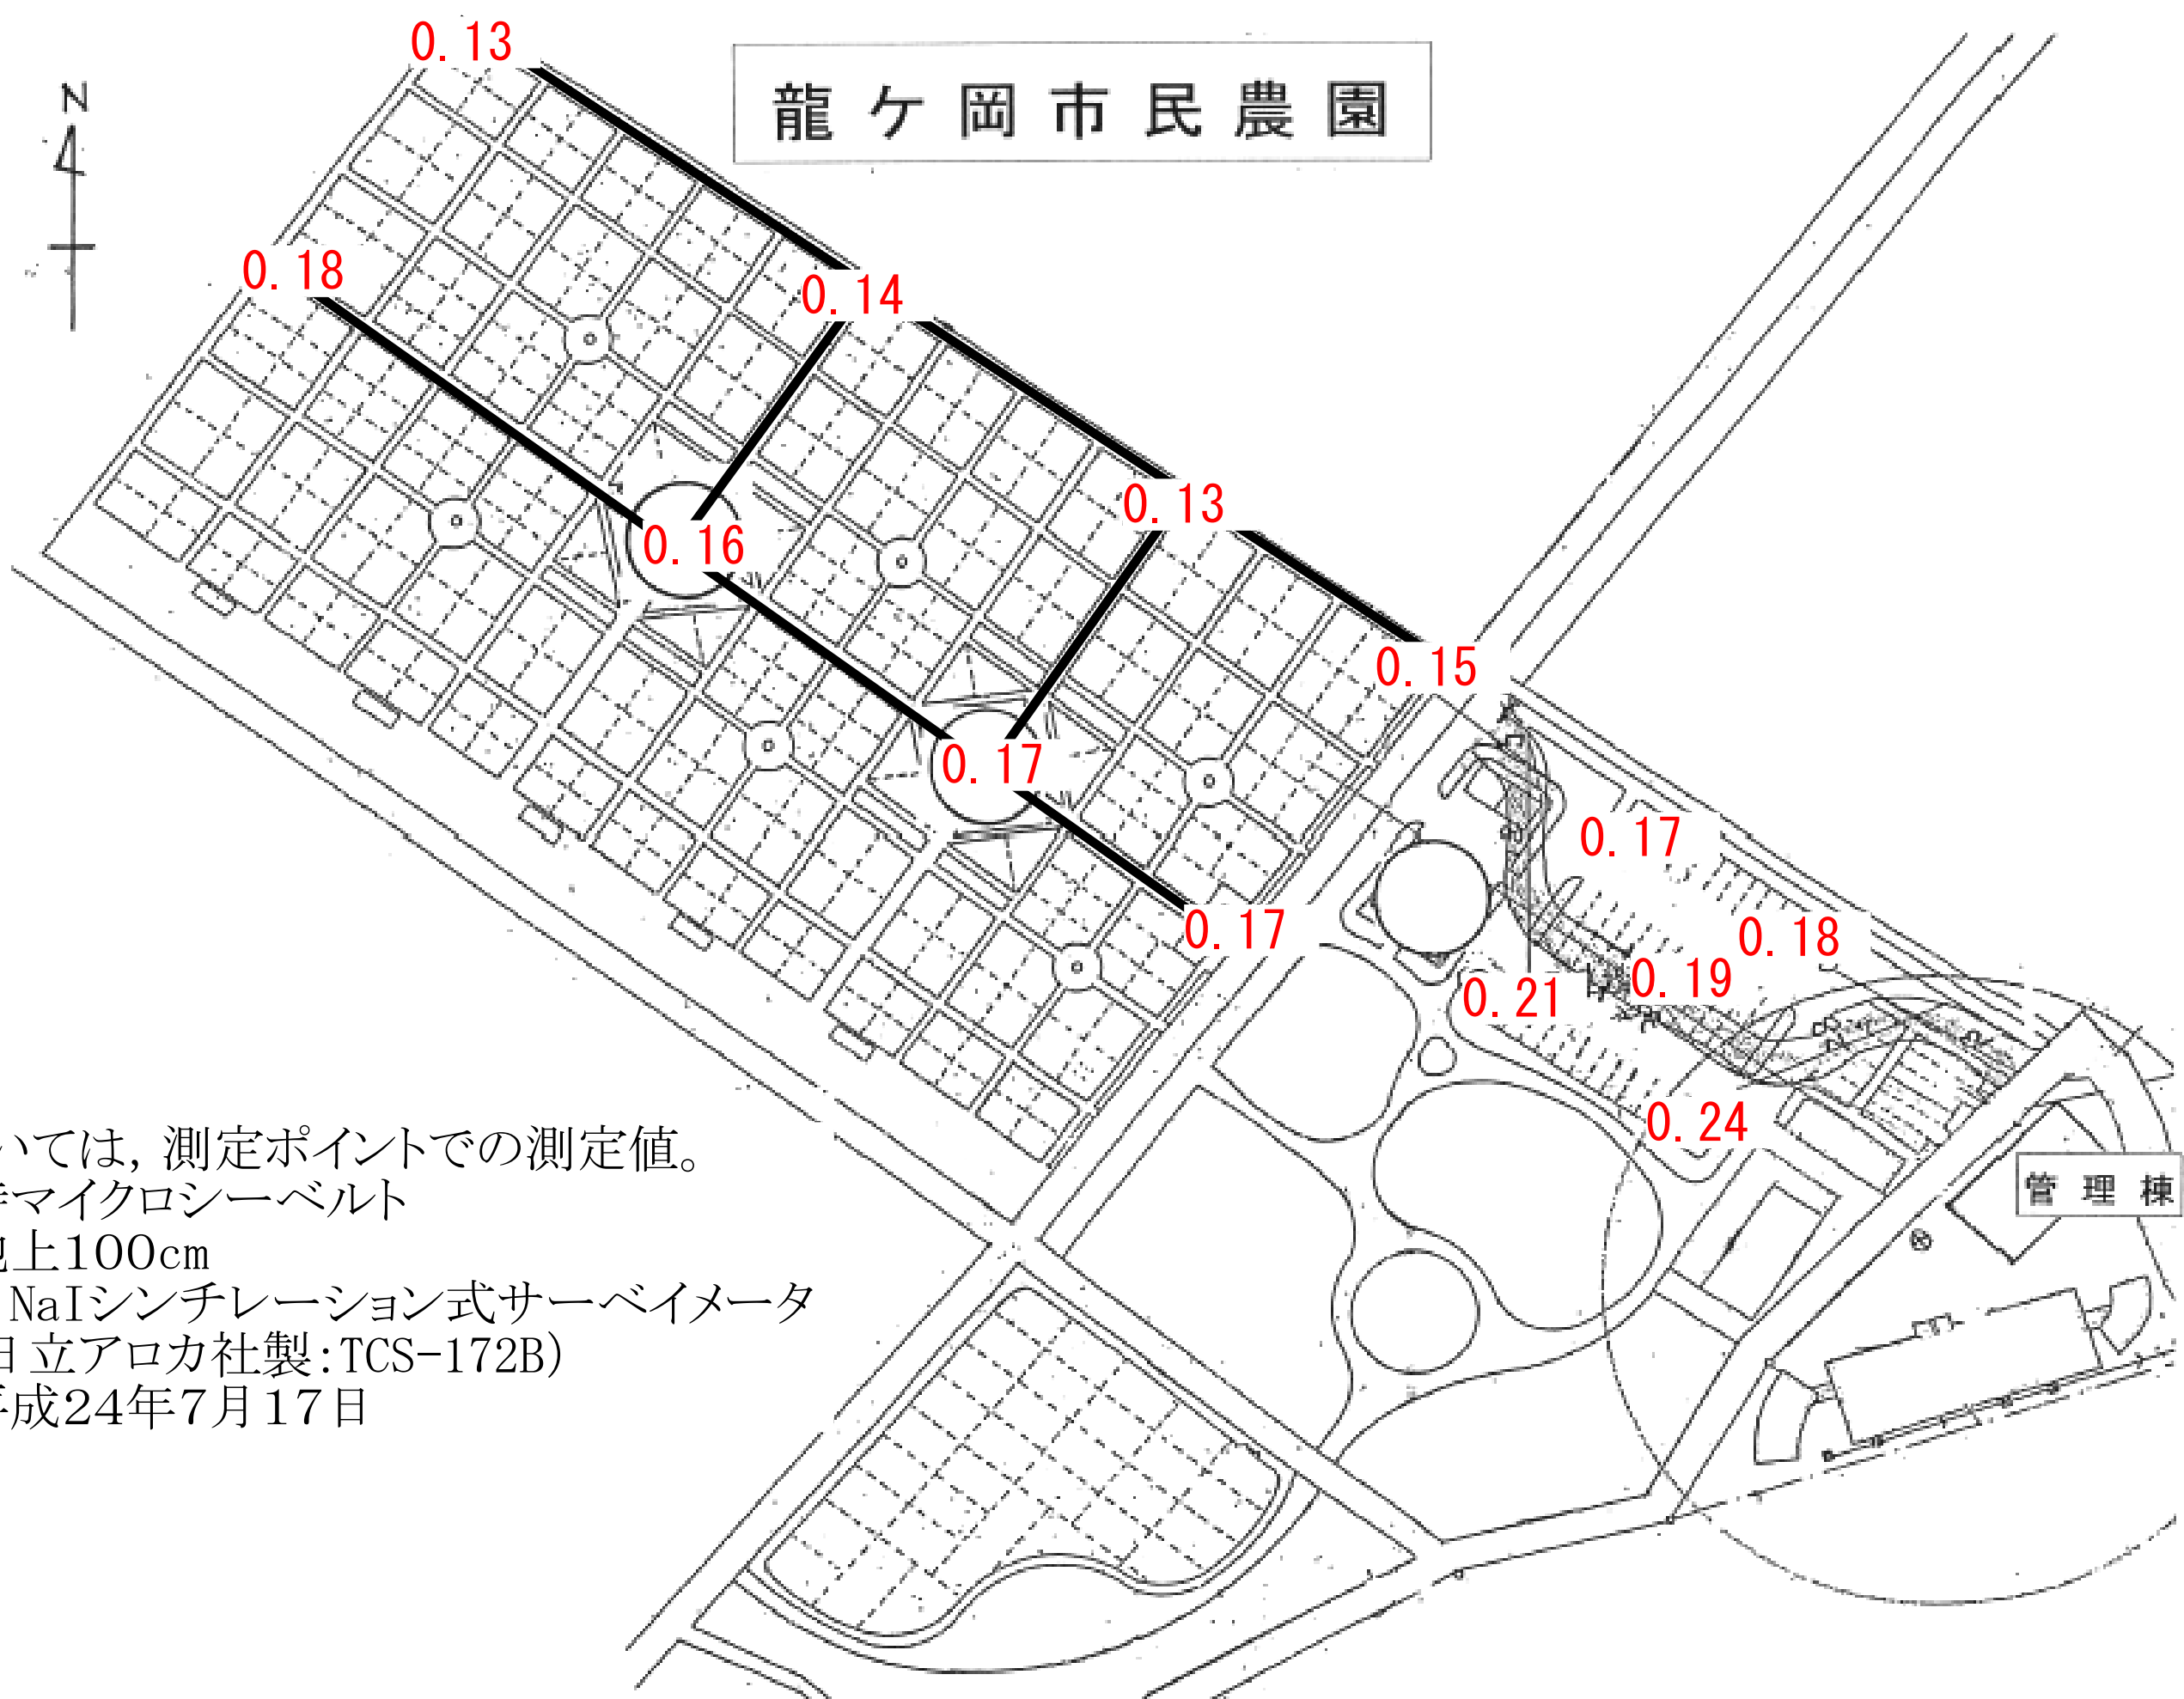 0.13
龍ケ岡市民農園
N
0.18
0.14
0.13
0.16
0.15
0.17
0.17
0.17
0.18
0.19
0.21
0.24
いては，測定ポイントでの測定値。
マイクロシーベルト
管理棟
上100cm
NaIシンチレーション式サーベイメータ
日立アロカ社製：TCS-172B）
成24年7月17日